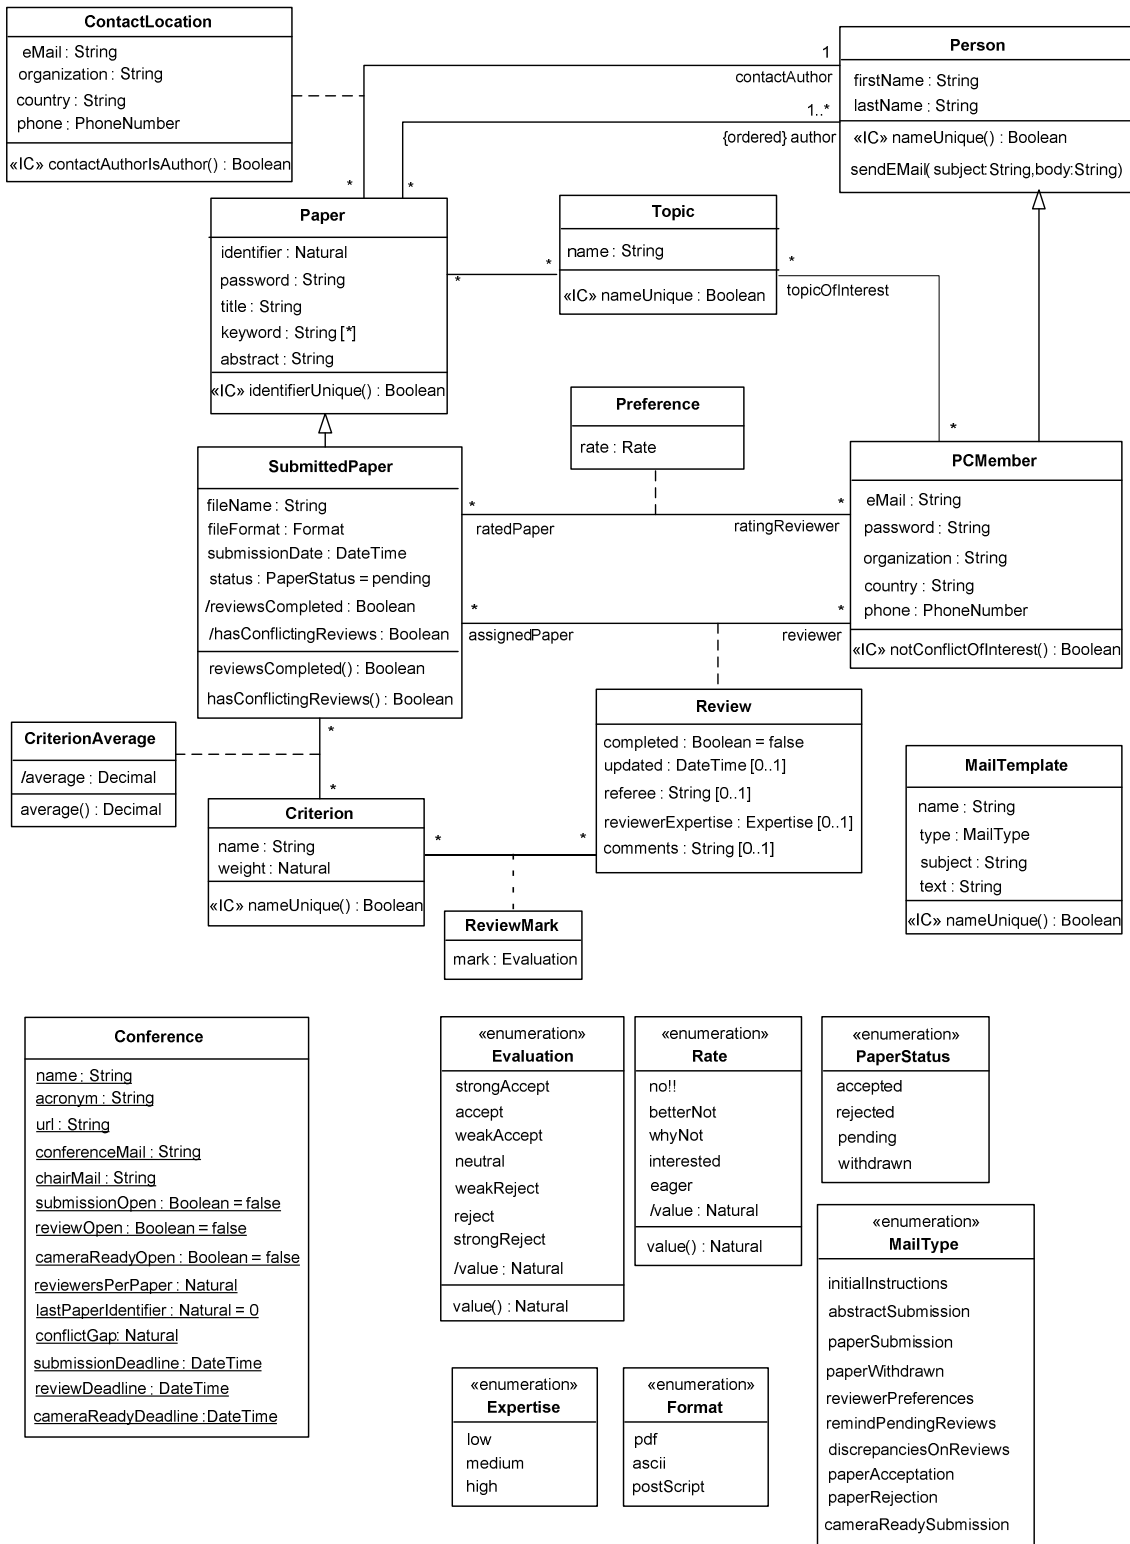 ContactLocation
eMail : String
organization : String
country : String
phone : PhoneNumber
«IC» contactAuthorIsAuthor() : Boolean
1
contactAuthor
1..*
{ordered} author
*
*
Person
firstName : String
lastName : String
«IC» nameUnique() : Boolean
sendEMail( subject:String,body:String)
Paper
identifier : Natural
password : String
title : String
keyword : String [*]
abstract : String
«IC» identifierUnique() : Boolean
*
*
Topic
name : String
«IC» nameUnique : Boolean
*
topicOfInterest
*
Preference
rate : Rate
SubmittedPaper
fileName : String
fileFormat : Format
submissionDate : DateTime
status : PaperStatus = pending
/reviewsCompleted : Boolean
/hasConflictingReviews : Boolean
reviewsCompleted() : Boolean
hasConflictingReviews() : Boolean
*
ratedPaper
*
ratingReviewer
*
assignedPaper
*
reviewer
PCMember
eMail : String
password : String
organization : String
country : String
phone : PhoneNumber
«IC» notConflictOfInterest() : Boolean
CriterionAverage
/average : Decimal
average() : Decimal
*
*
Criterion
name : String
weight : Natural
«IC» nameUnique() : Boolean
*
*
Review
completed : Boolean = false
updated : DateTime [0..1]
referee : String [0..1]
reviewerExpertise : Expertise [0..1]
comments : String [0..1]
ReviewMark
mark : Evaluation
MailTemplate
name : String
type : MailType
subject : String
text : String
«IC» nameUnique() : Boolean
Conference
name : String
acronym : String
url : String
conferenceMail : String
chairMail : String
submissionOpen : Boolean = false
reviewOpen : Boolean = false
cameraReadyOpen : Boolean = false
reviewersPerPaper : Natural
lastPaperIdentifier : Natural = 0
conflictGap: Natural
submissionDeadline : DateTime
reviewDeadline : DateTime
cameraReadyDeadline :DateTime
«enumeration»
Evaluation
strongAccept
accept
weakAccept
neutral
weakReject
reject
strongReject
/value : Natural
value() : Natural
«enumeration»
Rate
no!!
betterNot
whyNot
interested
eager
/value : Natural
value() : Natural
«enumeration»
PaperStatus
accepted
rejected
pending
withdrawn
«enumeration»
MailType
initialInstructions
abstractSubmission
paperSubmission
paperWithdrawn
reviewerPreferences
remindPendingReviews
discrepanciesOnReviews
paperAcceptation
paperRejection
cameraReadySubmission
«enumeration»
Expertise
low
medium
high
«enumeration»
Format
pdf
ascii
postScript